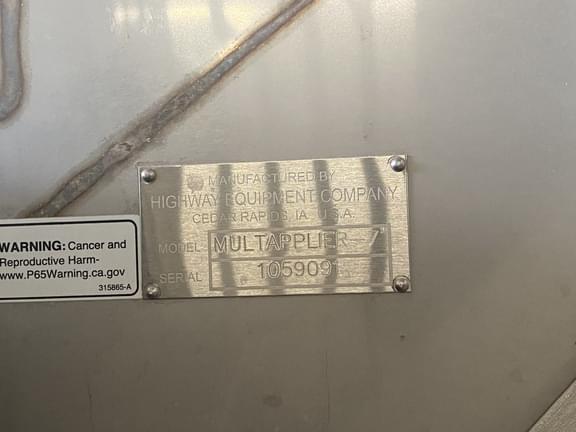 MANUFACTURED BY
HIGHWAY EQUIPMENT COMPANY
CEDAR RAPIDS, IA. U.S.A.
MODEL MULTAPPLIER 7
SERIAL 105909
WARNING: Cancer and
Reproductive Harm-
www.P65Warning.ca.gov
315865-A